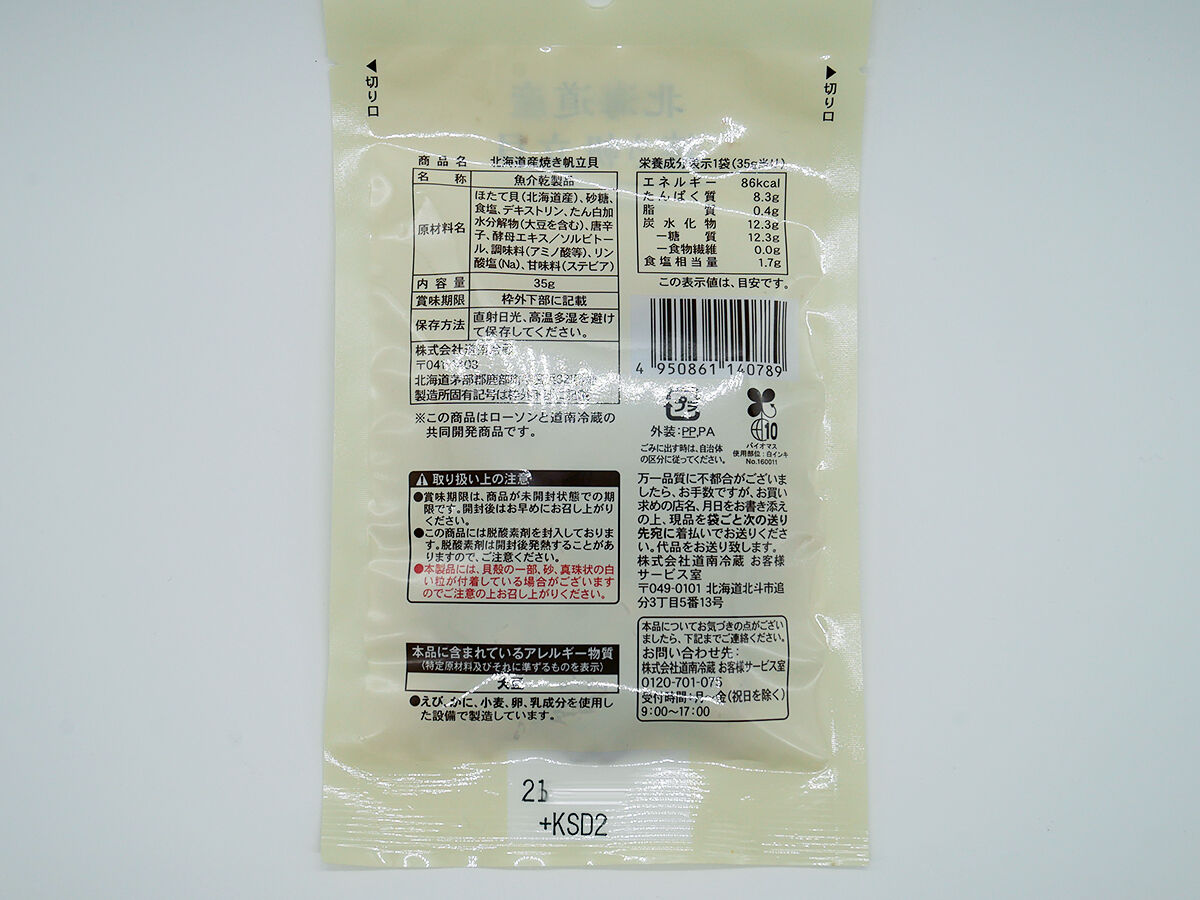 ◀切り口
▶切り口
北海道産
商品名 北海道産焼き帆立貝
名称 魚介乾製品
原材料名 ほたて貝(北海道産)、砂糖、
食塩、デキストリン、たん白加
水分解物(大豆を含む)、唐辛
子、酵母エキス/ソルビトー
ル、調味料(アミノ酸等)、リン
酸塩(Na)、甘味料(ステビア)
内容量 35g
賞味期限 枠外下部に記載
保存方法 直射日光、高温多湿を避け
て保存してください。
株式会社道南冷蔵
北海道茅部郡鹿部町
製造所固有記号は枠外下部に記載
※この商品はローソンと道南冷蔵の
共同開発商品です。
取り扱い上の注意
●賞味期限は、商品が未開封状態での期
限です。開封後はお早めにお召し上がり
ください。
●この商品には脱酸素剤を封入しておりま
す。脱酸素剤は開封後発熱することがあ
りますので、ご注意ください。
●本製品には、貝殻の一部、砂、真珠状の白
い粒が付着している場合がございます
のでご注意の上お召し上がりください。
本品に含まれているアレルギー物質
(特定原材料及びそれに準ずるものを表示)
大豆
●えび、かに、小麦、卵、乳成分を使用し
た設備で製造しています。
栄養成分表示1袋(35g当り)
エネルギー 86kcal
たんぱく質 8.3g
脂質 0.4g
炭水化物 12.3g
―糖質 12.3g
―食物繊維 0.0g
食塩相当量 1.7g
この表示値は、目安です。
4 950861 140789
プラ
外装:PP,PA
ごみに出す時は、自治体
の区分に従ってください。
10
バイオマス
使用部位:白インキ
No.160011
万一品質に不都合がございま
したら、お手数ですが、お買い
求めの店名、月日をお書き添え
の上、現品を袋ごと次の送り
先宛に着払いでお送りくださ
い。代品をお送り致します。
株式会社道南冷蔵 お客様
サービス室
〒049-0101 北海道北斗市追
分3丁目5番13号
本品についてお気づきの点がござい
ましたら、下記までご連絡ください。
お問い合わせ先:
株式会社道南冷蔵 お客様サービス室
0120-701-075
受付時間:月～金(祝日を除く)
9:00～17:00
+KSD2